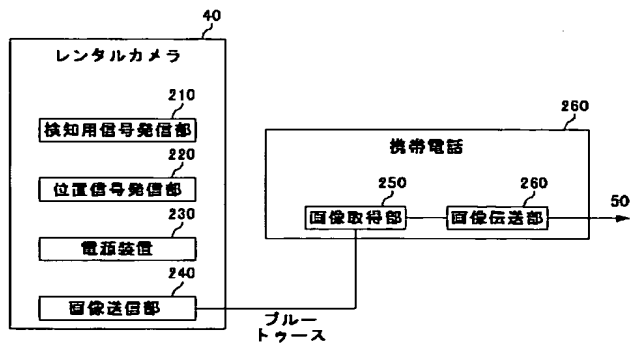 40
レンタルカメラ
210
検知用信号発信部
220
位置信号発信部
230
電源装置
240
画像送信部
ブルー
トゥース
260
携帯電話
250
画像取得部
260
画像伝送部
50